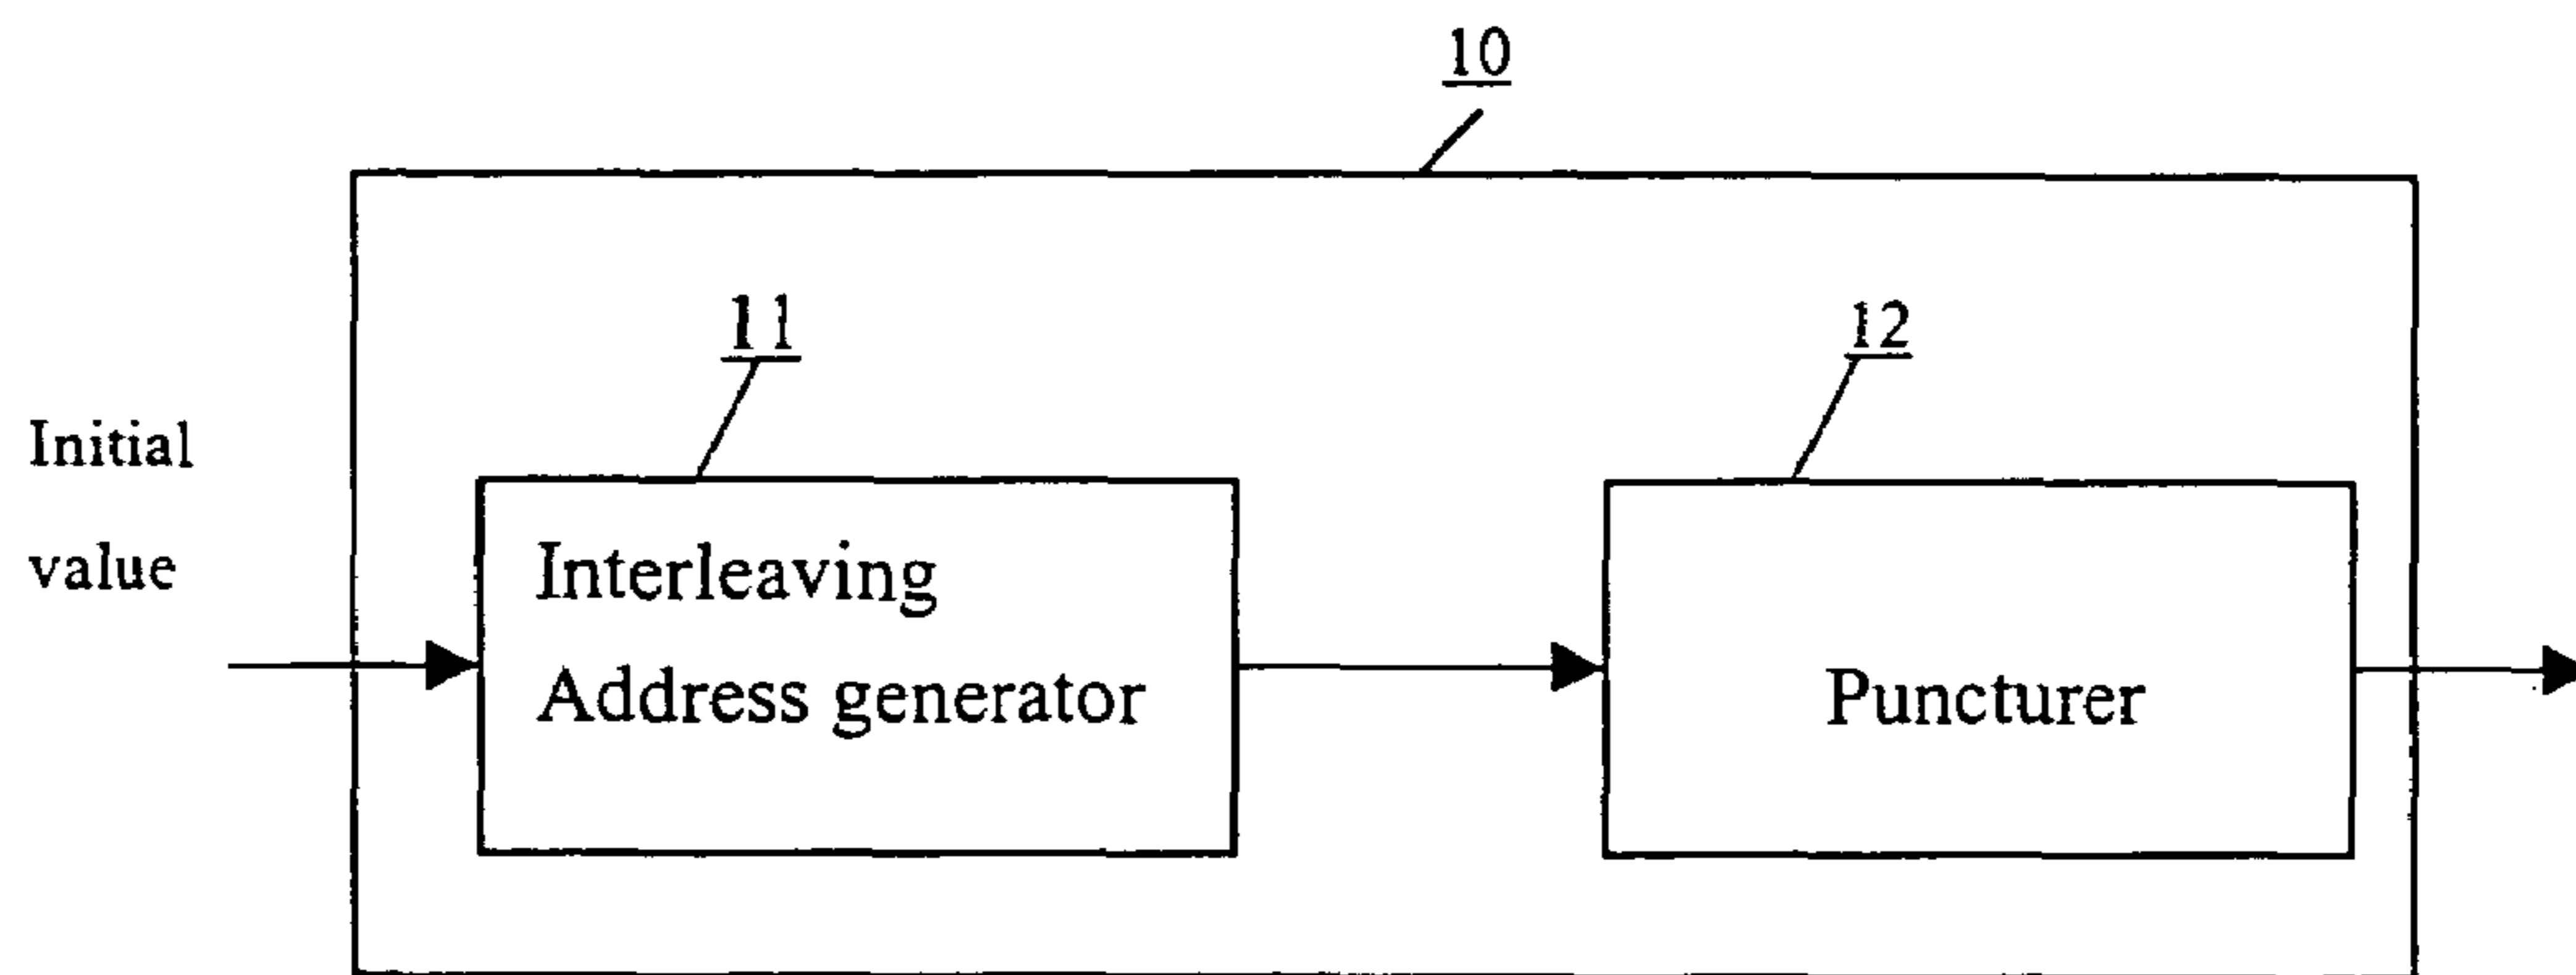 10
11
12
Initial
value
Interleaving
Address generator
Puncturer